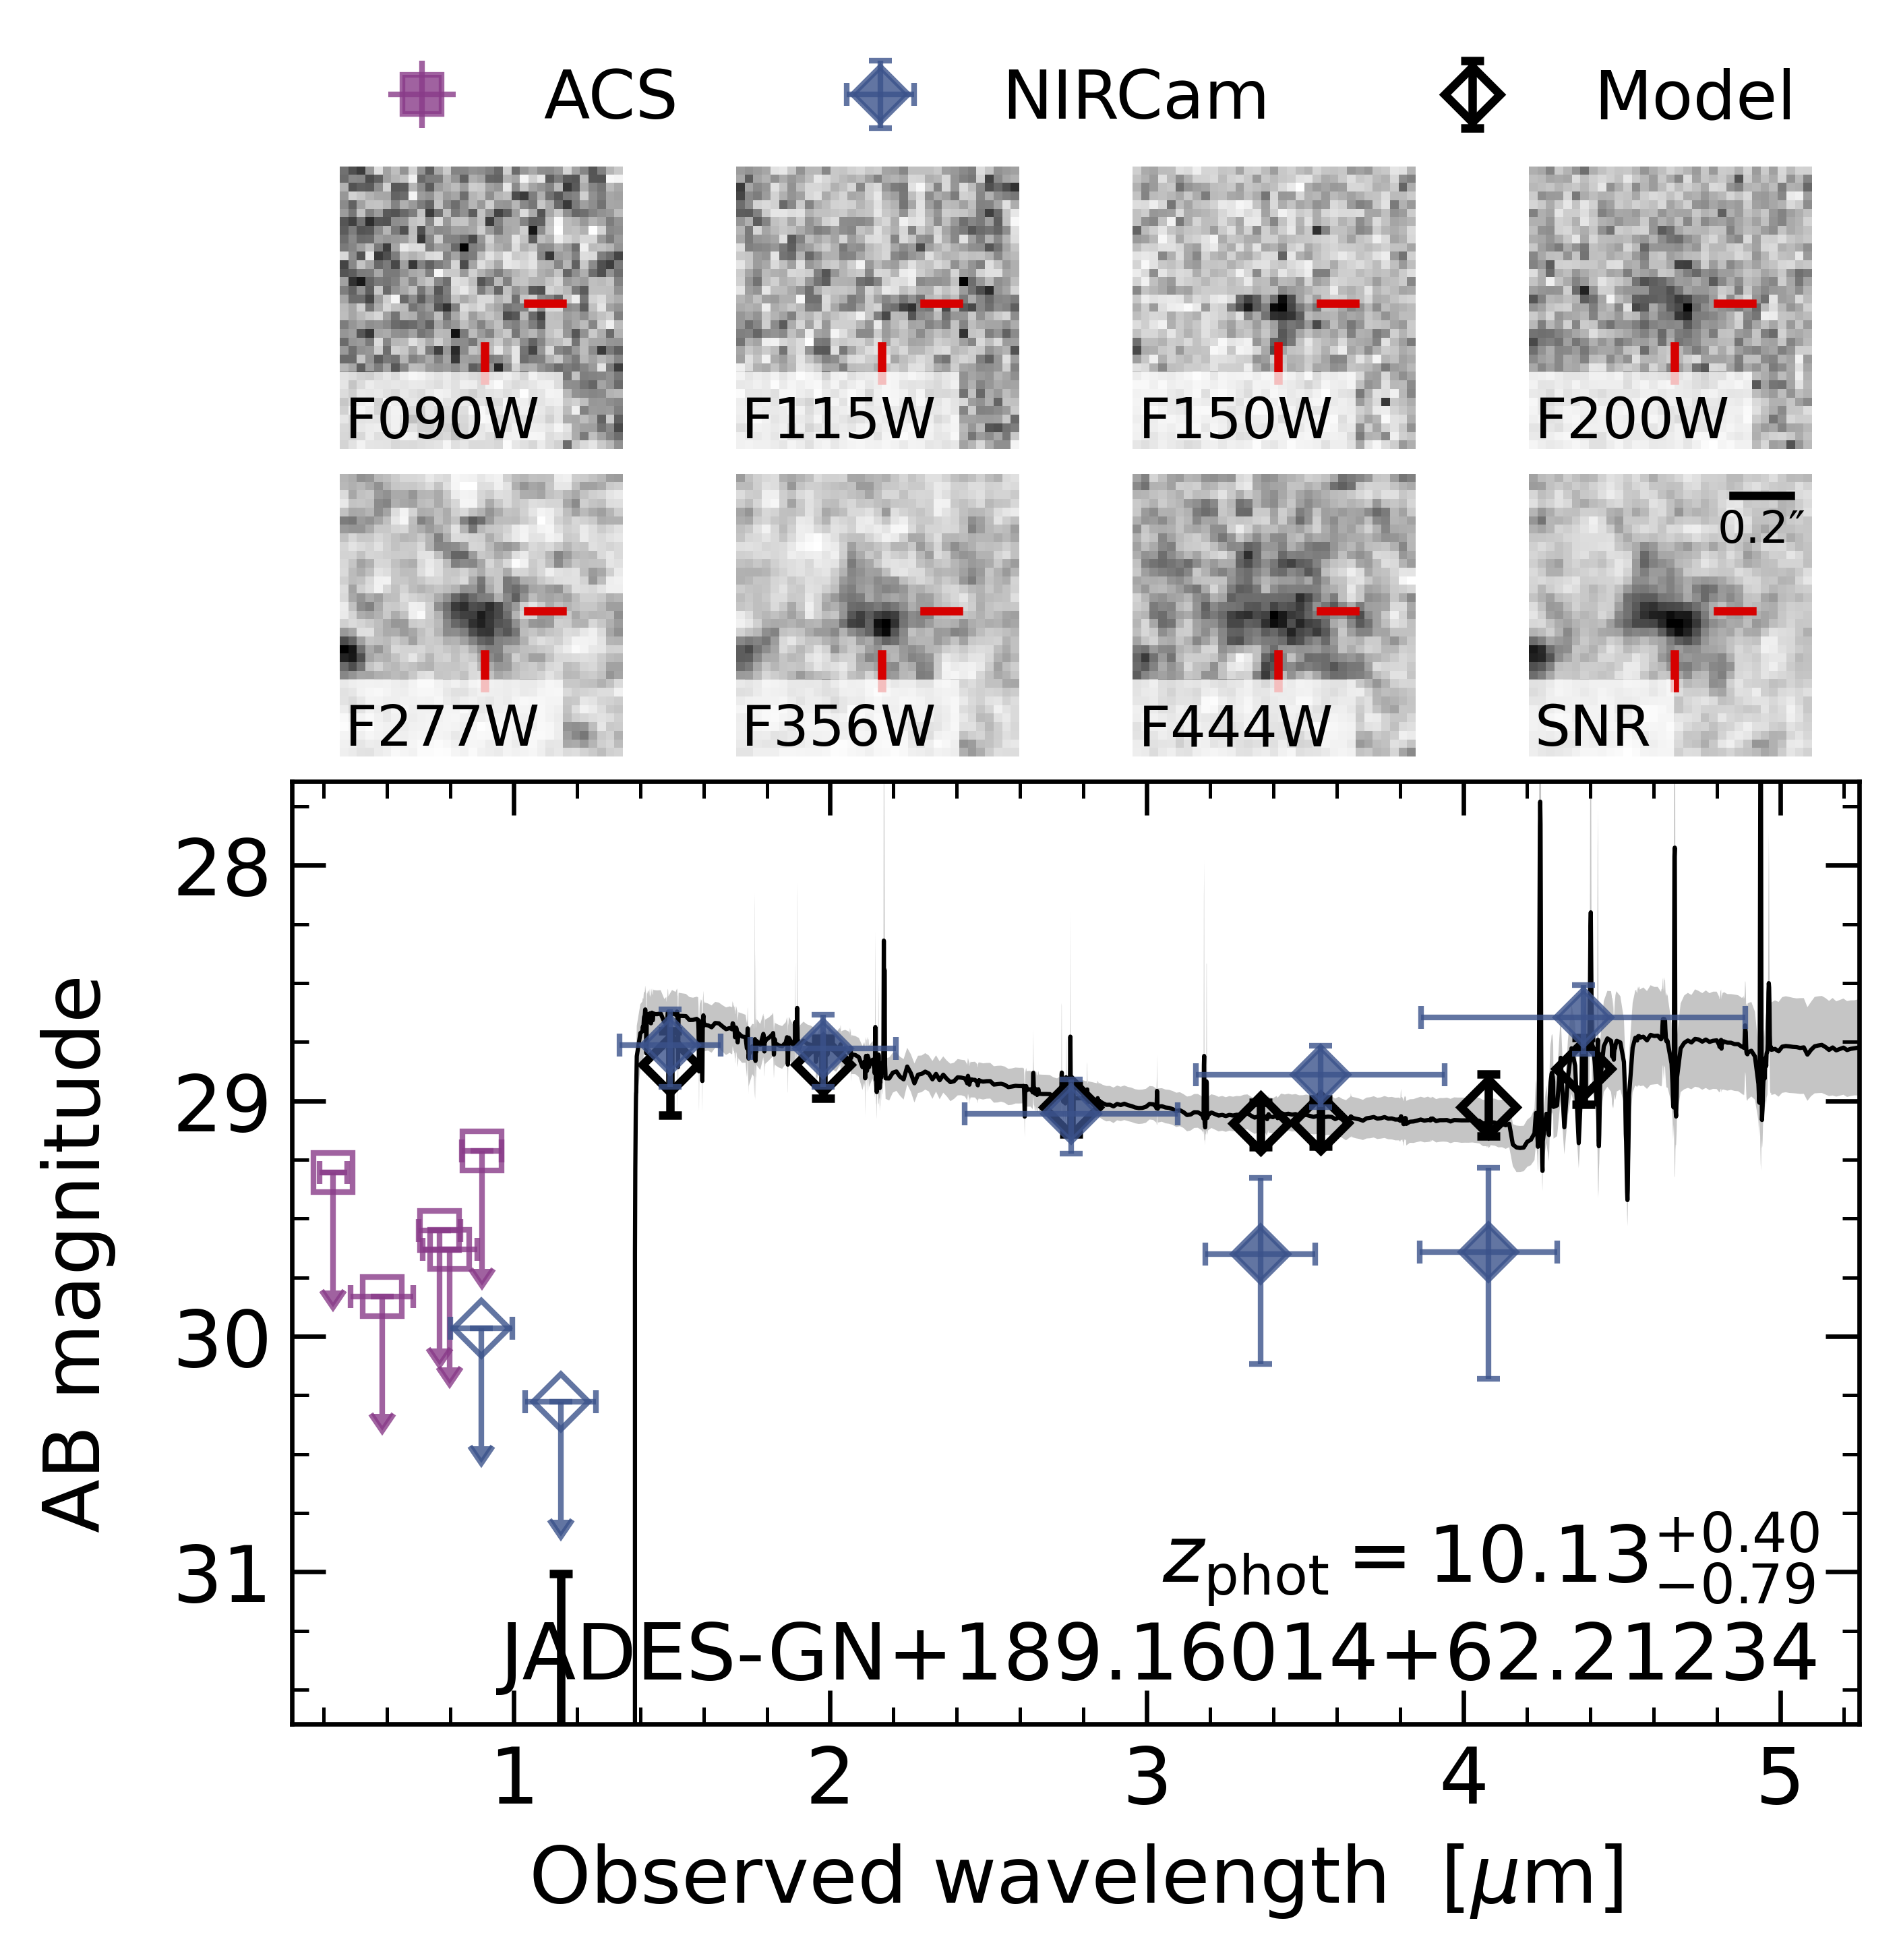 ACS NIRCam Model
F090W F115W F150W F200W
0.2″
F277W F356W F444W SNR
28
29
30
31
AB magnitude
z_phot = 10.13^{+0.40}_{−0.79}
JADES-GN+189.16014+62.21234
1 2 3 4 5
Observed wavelength [μm]